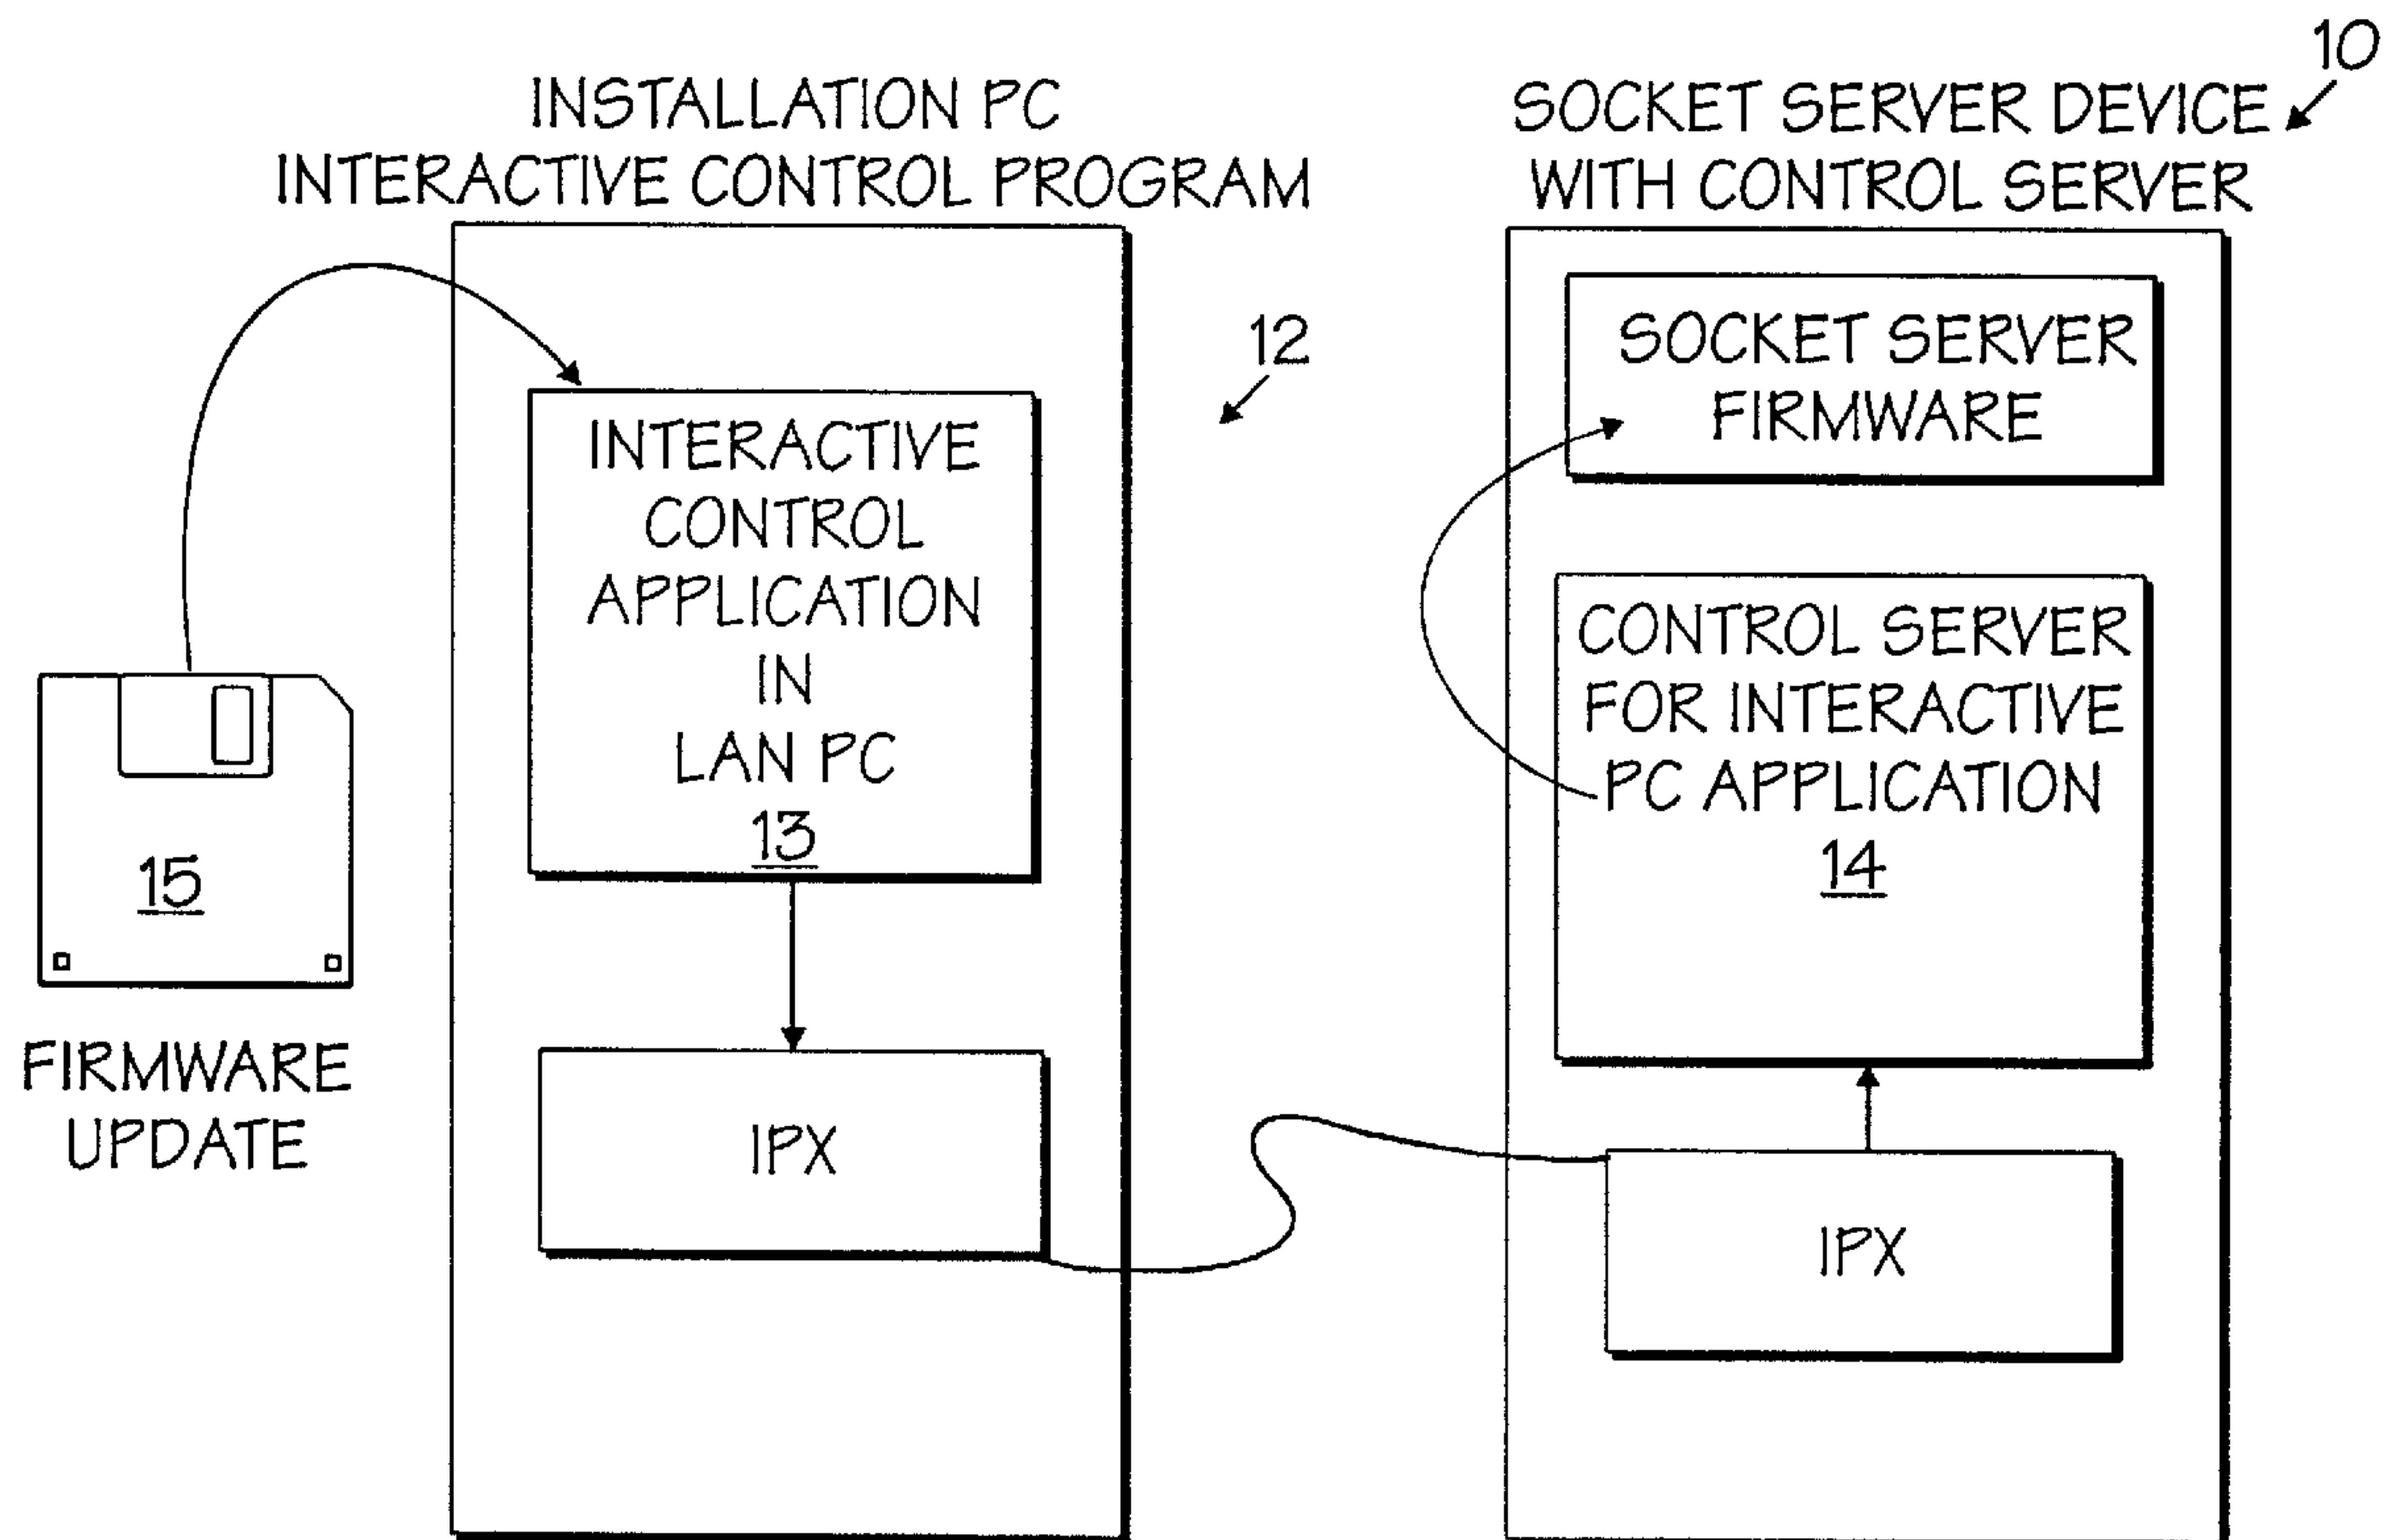 10
INSTALLATION PC
INTERACTIVE CONTROL PROGRAM
SOCKET SERVER DEVICE
WITH CONTROL SERVER
12
SOCKET SERVER
FIRMWARE
INTERACTIVE
CONTROL
APPLICATION
IN
LAN PC
13
CONTROL SERVER
FOR INTERACTIVE
PC APPLICATION
14
15
FIRMWARE
UPDATE
IPX
IPX